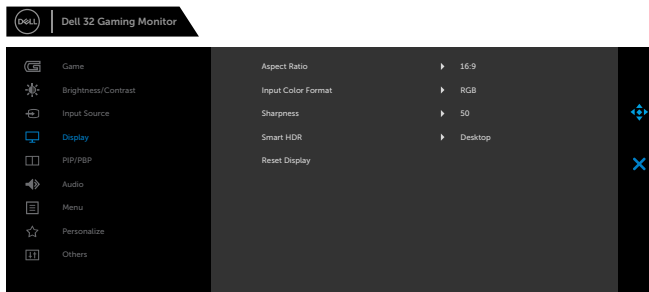 DELL Dell 32 Gaming Monitor
Game Aspect Ratio 16:9
Brightness/Contrast Input Color Format RGB
Input Source Sharpness 50
Display Smart HDR Desktop
PIP/PBP Reset Display
Audio
Menu
Personalize
Others